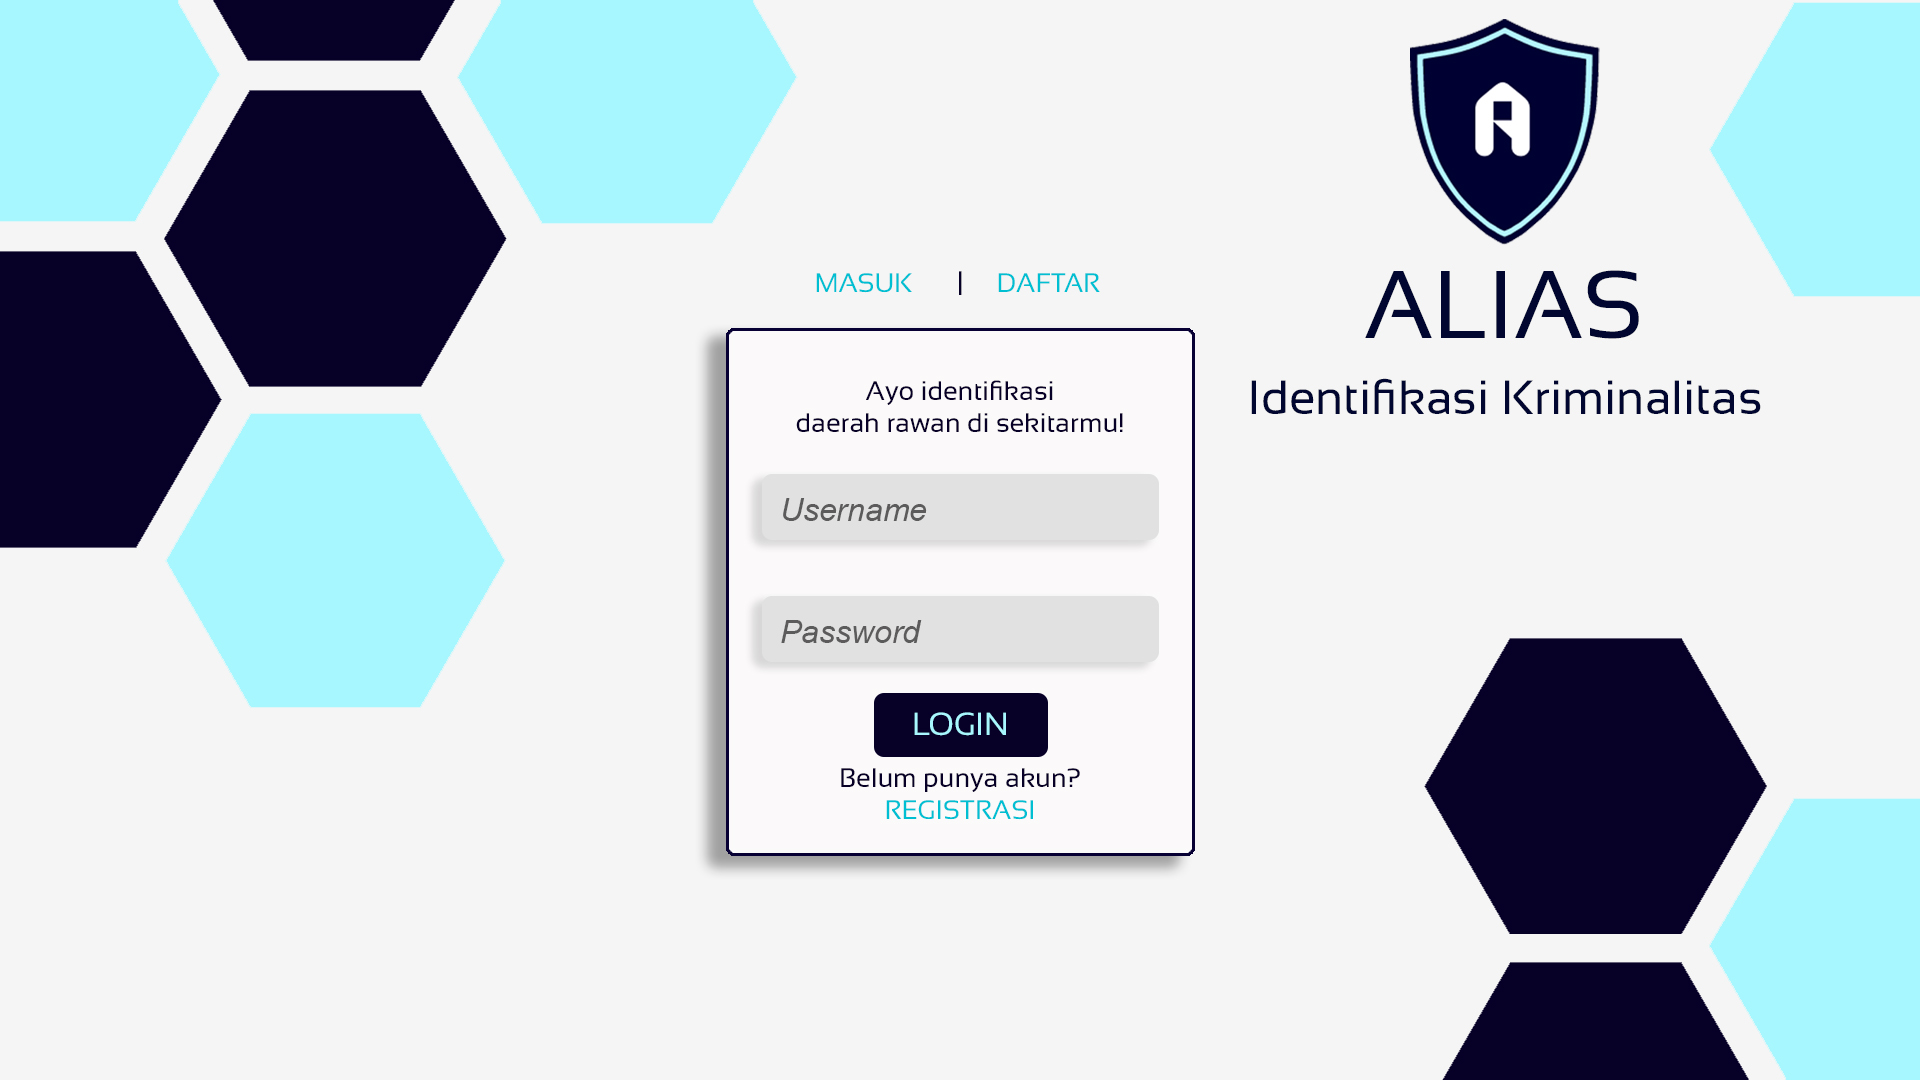 A
ALIAS
Identifikasi Kriminalitas
MASUK | DAFTAR
Ayo identifikasi
daerah rawan di sekitarmu!
Username
Password
LOGIN
Belum punya akun?
REGISTRASI